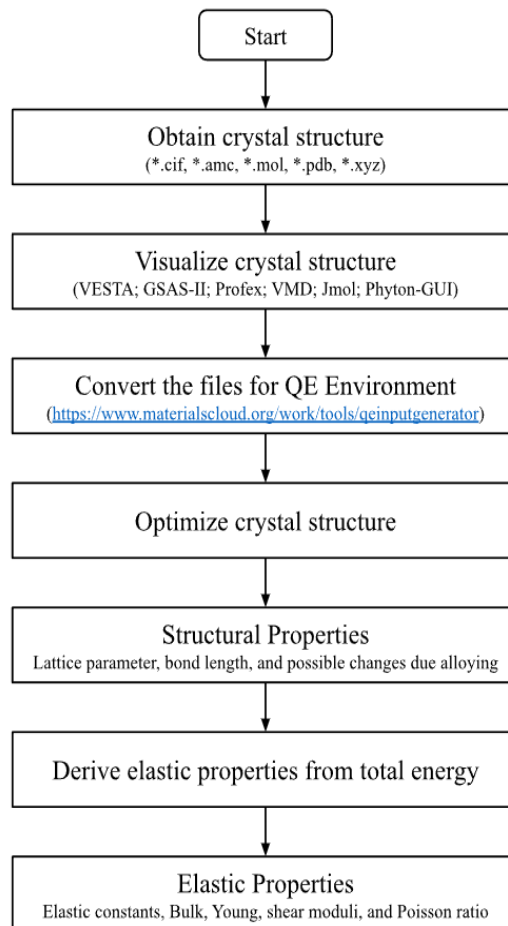 Start
Obtain crystal structure
(*.cif, *.amc, *.mol, *.pdb, *.xyz)
Visualize crystal structure
(VESTA; GSAS-II; Profex; VMD; Jmol; Phyton-GUI)
Convert the files for QE Environment
(https://www.materialscloud.org/work/tools/qeinputgenerator)
Optimize crystal structure
Structural Properties
Lattice parameter, bond length, and possible changes due alloying
Derive elastic properties from total energy
Elastic Properties
Elastic constants, Bulk, Young, shear moduli, and Poisson ratio